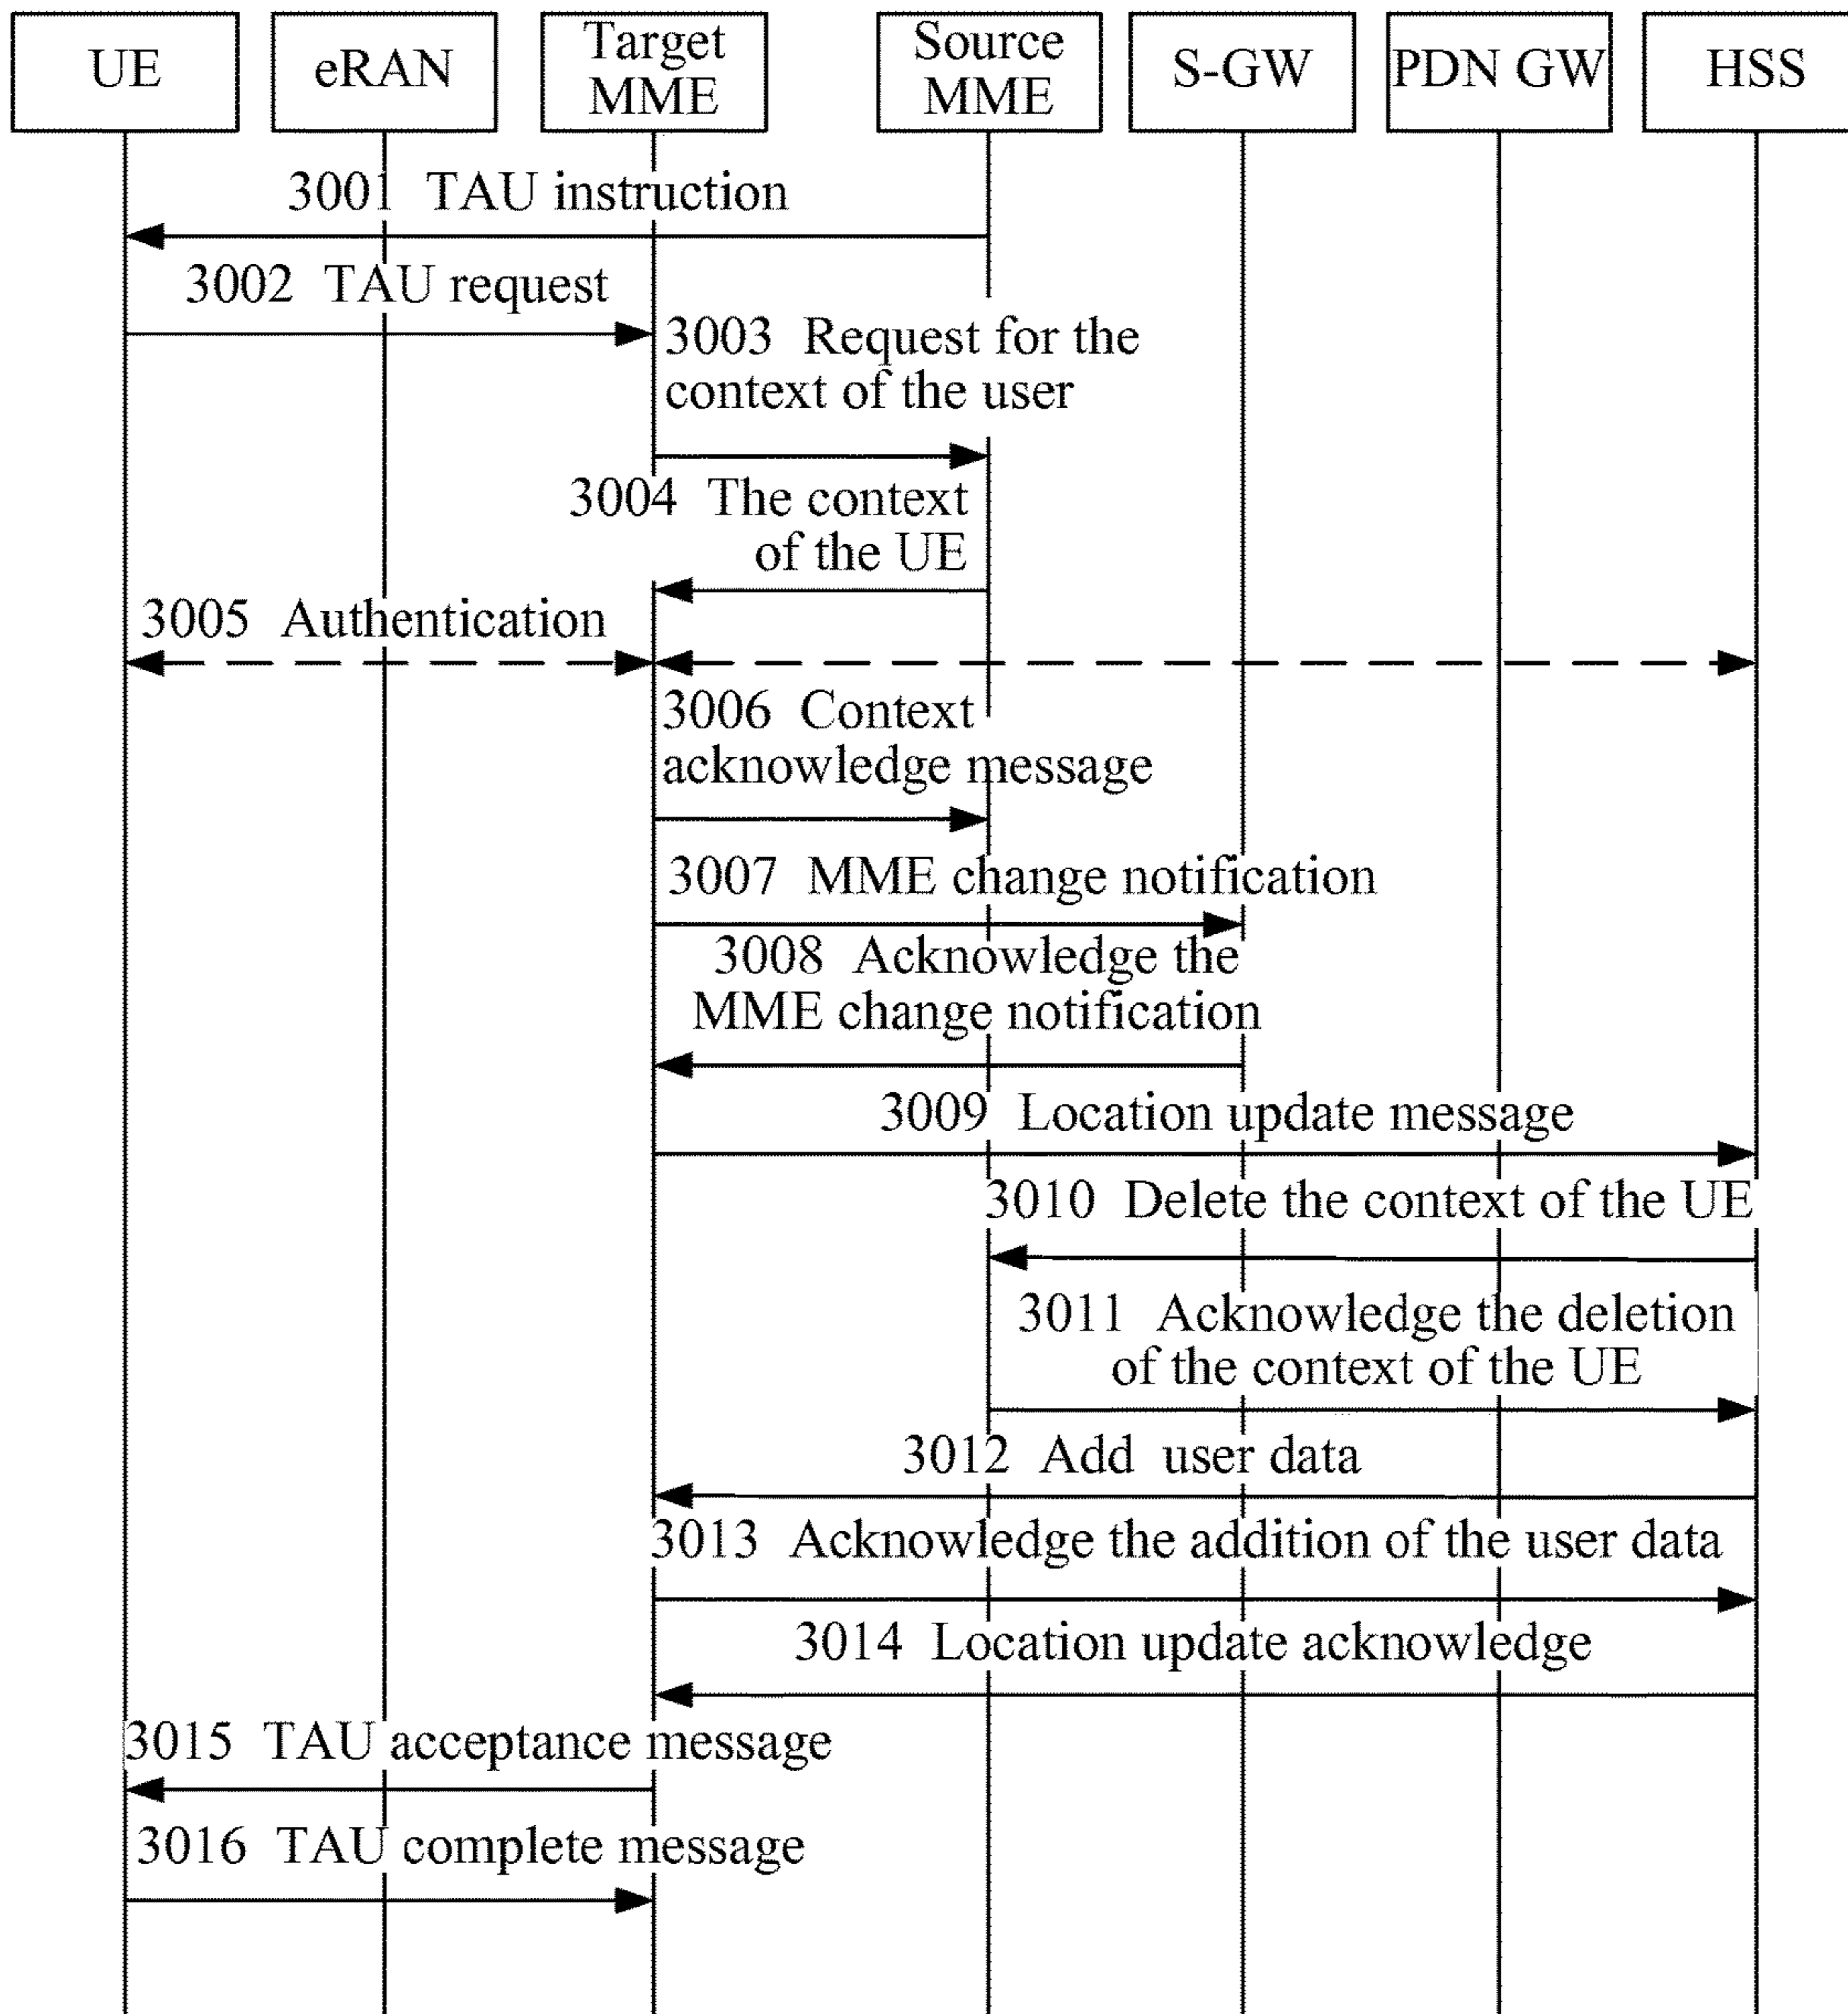 UE
eRAN
Target
MME
Source
MME
S-GW
PDN GW
HSS
3001 TAU instruction
3002 TAU request
3003 Request for the
context of the user
3004 The context
of the UE
3005 Authentication
3006 Context
acknowledge message
3007 MME change notification
3008 Acknowledge the
MME change notification
3009 Location update message
3010 Delete the context of the UE
3011 Acknowledge the deletion
of the context of the UE
3012 Add user data
3013 Acknowledge the addition of the user data
3014 Location update acknowledge
3015 TAU acceptance message
3016 TAU complete message